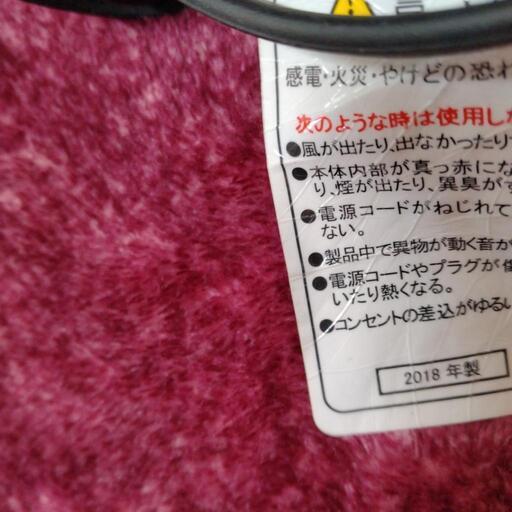 感電・火災・やけどの恐れ
次のような時は使用し
●風が出たり、出なかったり
●本体内部が真っ赤にな
り、煙が出たり、異臭が
●電源コードがねじれて
ない。
●製品中で異物が動く音が
●電源コードやプラグが
いたり熱くなる。
●コンセントの差込がゆるい
2018 年製